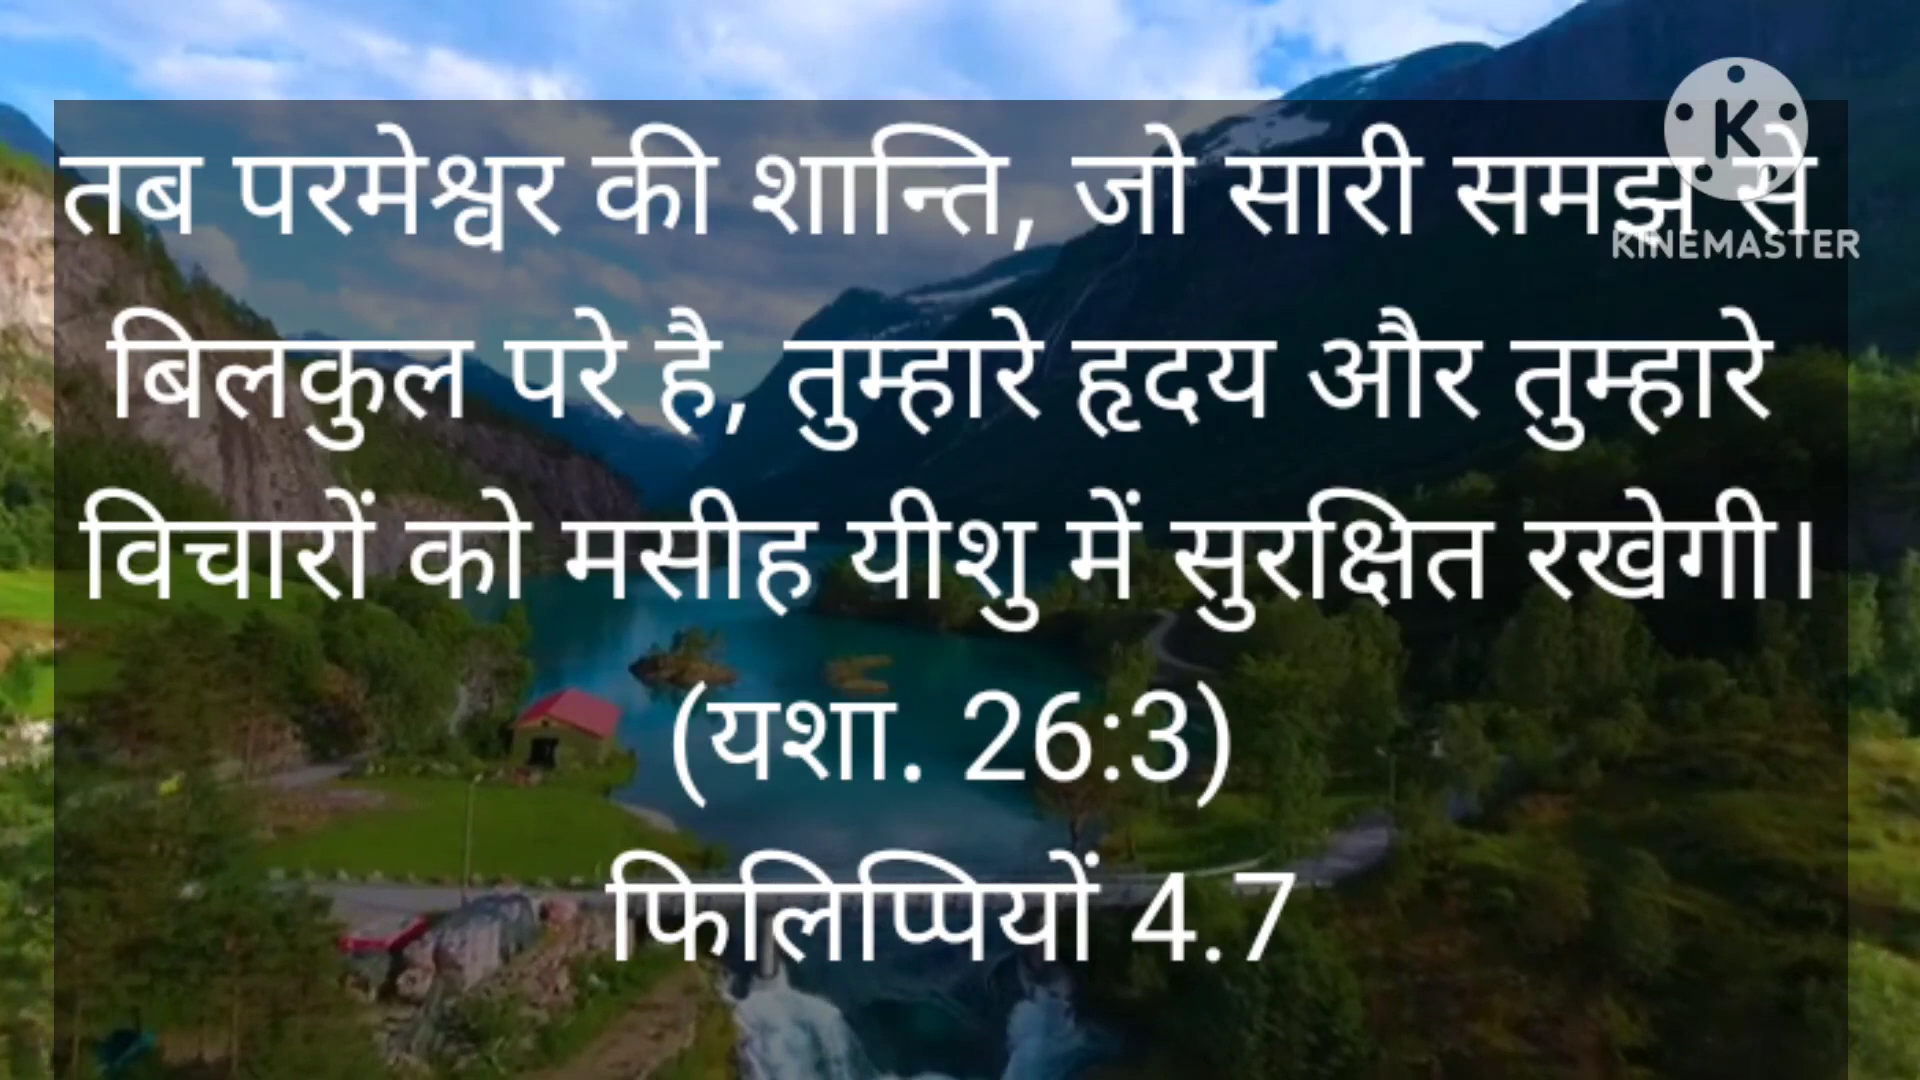 तब परमेश्वर की शान्ति, जो सारी समझ से
बिलकुल परे है, तुम्हारे हृदय और तुम्हारे
विचारों को मसीह यीशु में सुरक्षित रखेगी।
(यशा. 26:3)
फिलिप्पियों 4.7
K
KINEMASTER